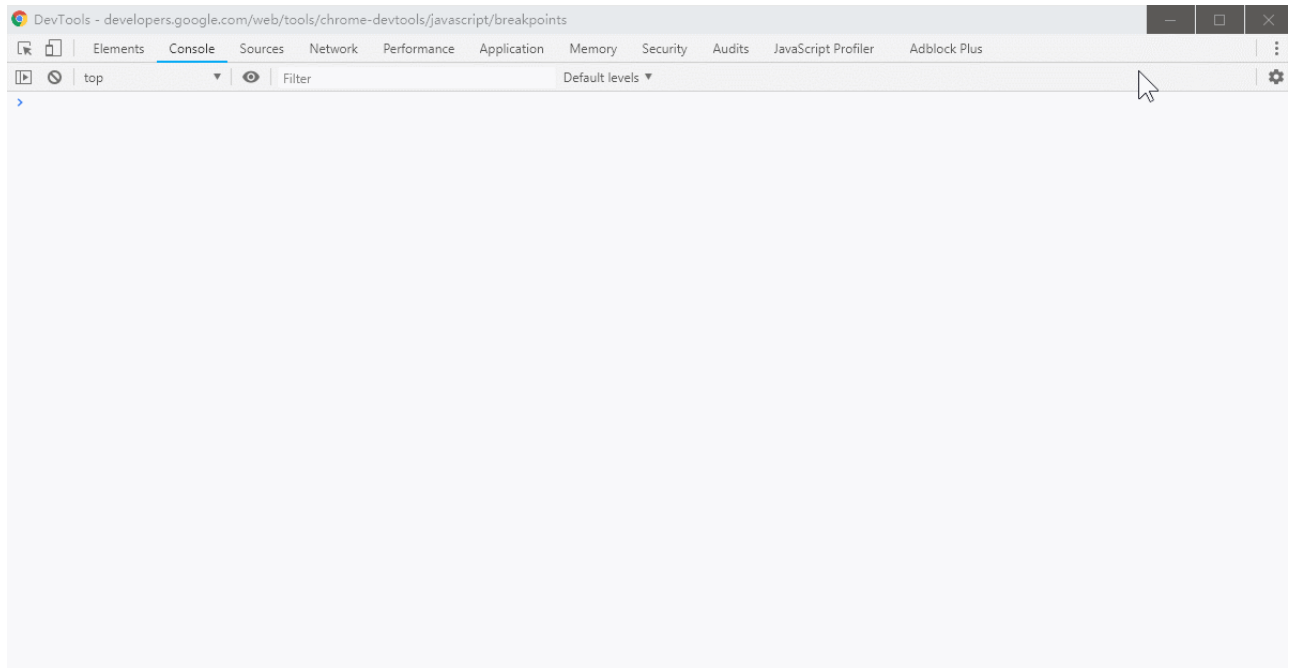 DevTools - developers.google.com/web/tools/chrome-devtools/javascript/breakpoints
Elements Console Sources Network Performance Application Memory Security Audits JavaScript Profiler Adblock Plus
top Filter Default levels